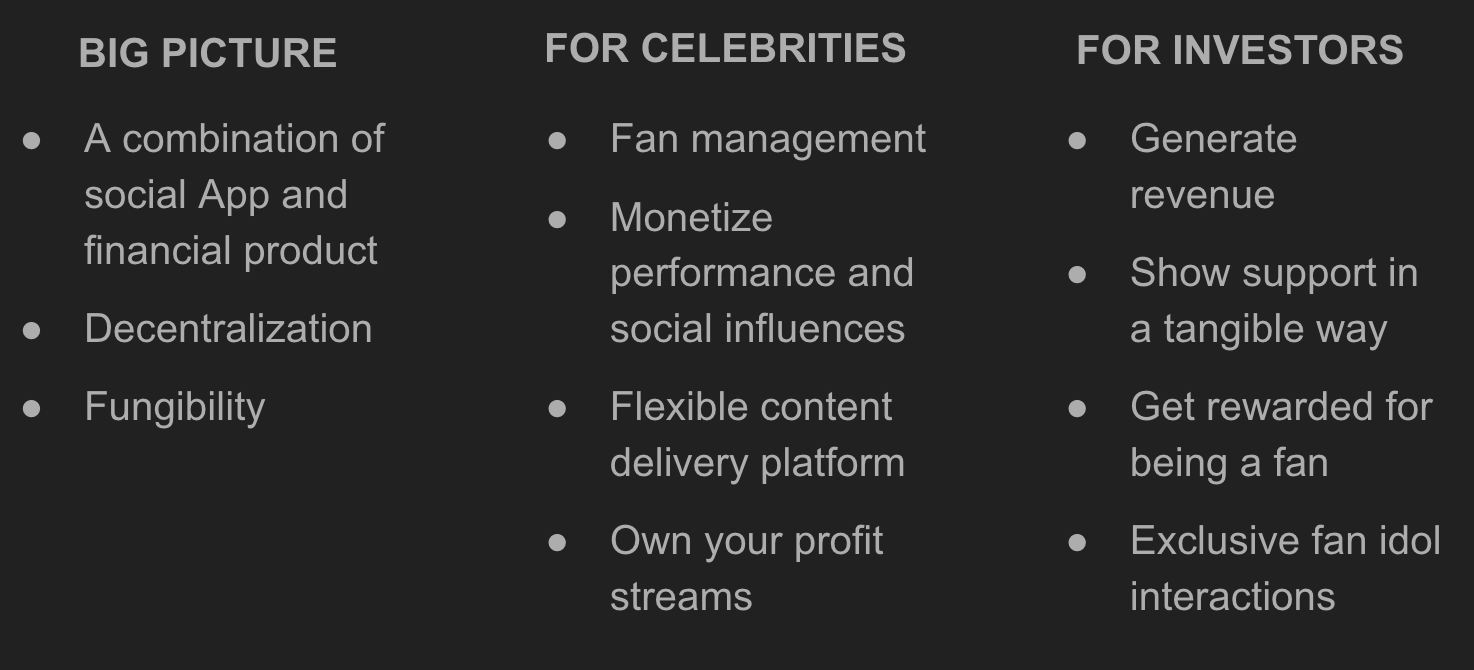 BIG PICTURE
● A combination of
social App and
financial product
● Decentralization
● Fungibility
FOR CELEBRITIES
● Fan management
● Monetize
performance and
social influences
● Flexible content
delivery platform
● Own your profit
streams
FOR INVESTORS
● Generate
revenue
● Show support in
a tangible way
● Get rewarded for
being a fan
● Exclusive fan idol
interactions